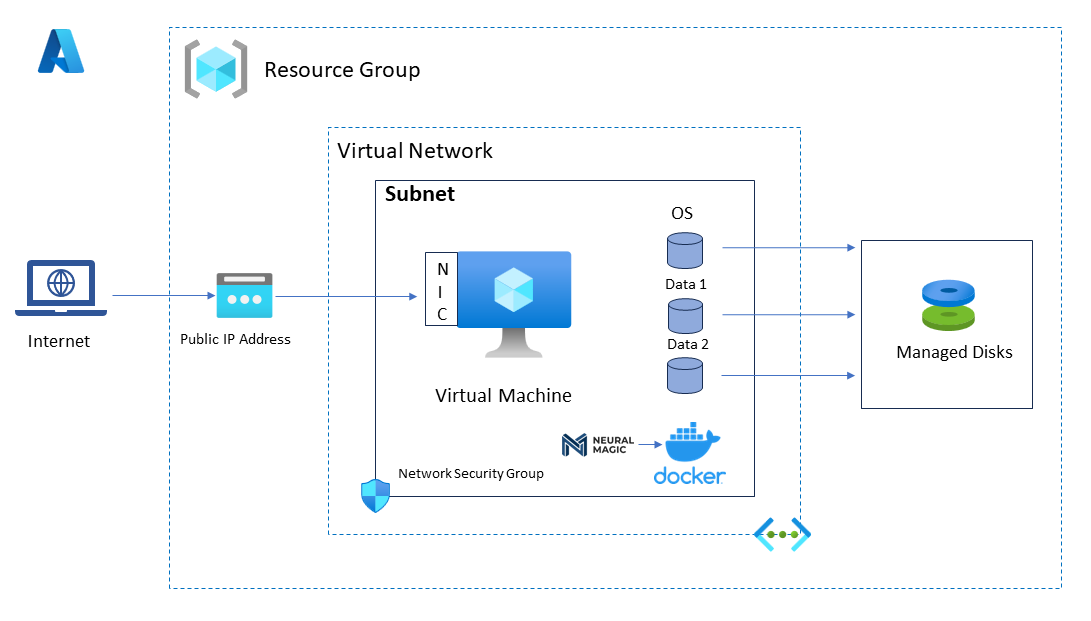 Resource Group
Virtual Network
Subnet
OS
N
I
C
Data 1
Data 2
Internet
Public IP Address
Managed Disks
Virtual Machine
NEURAL
MAGIC
Network Security Group
docker